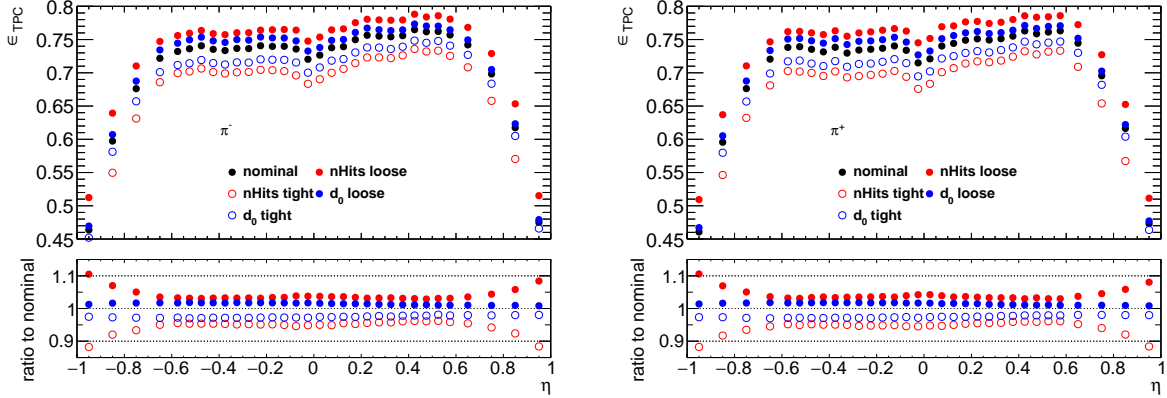 ϵTPC
0.8
0.75
0.7
0.65
0.6
0.55
0.5
0.45
π-
nominal
nHits loose
nHits tight
d0 loose
d0 tight
ratio to nominal
1.1
1
0.9
−1 −0.8 −0.6 −0.4 −0.2 0 0.2 0.4 0.6 0.8 1
η
ϵTPC
0.8
0.75
0.7
0.65
0.6
0.55
0.5
0.45
π+
nominal
nHits loose
nHits tight
d0 loose
d0 tight
ratio to nominal
1.1
1
0.9
−1 −0.8 −0.6 −0.4 −0.2 0 0.2 0.4 0.6 0.8 1
η